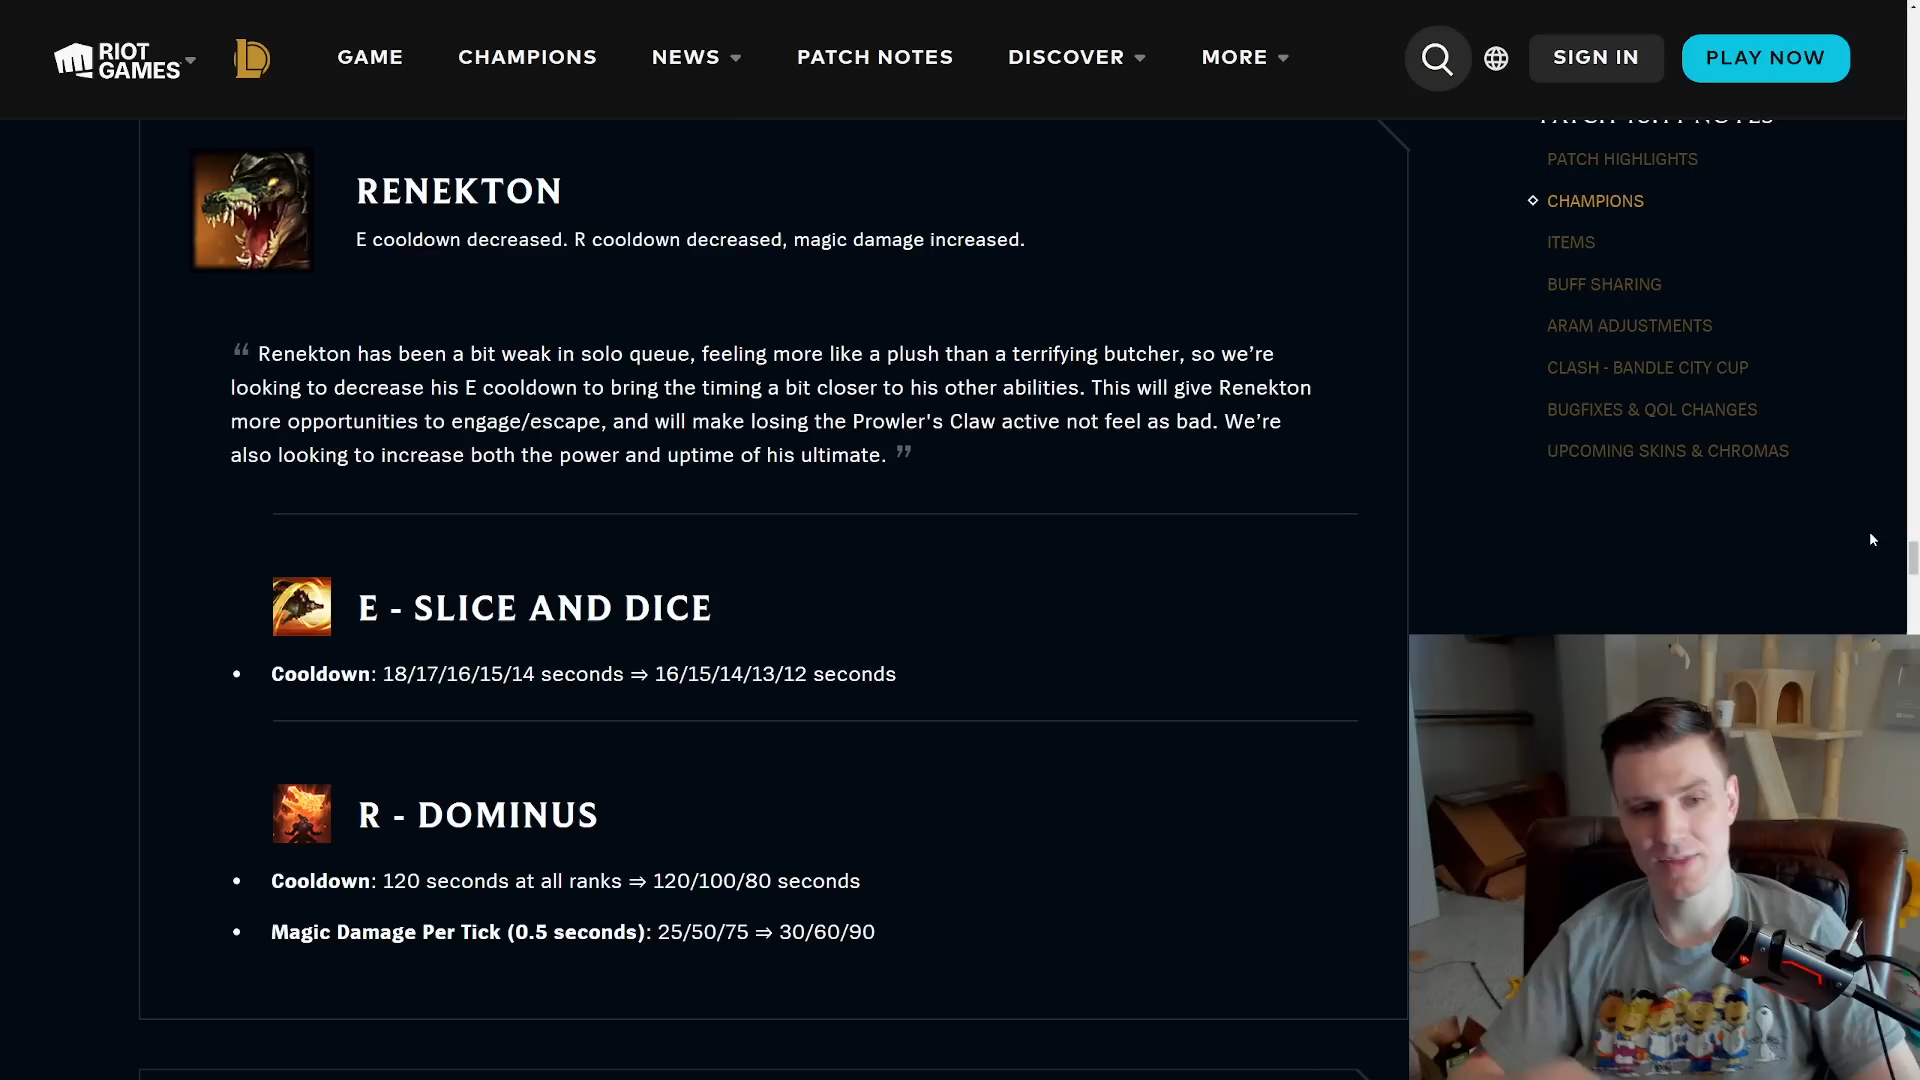 RIOT
GAMES
GAME
CHAMPIONS
NEWS
PATCH NOTES
DISCOVER
MORE
SIGN IN
PLAY NOW
RENEKTON
E cooldown decreased. R cooldown decreased, magic damage increased.
“ Renekton has been a bit weak in solo queue, feeling more like a plush than a terrifying butcher, so we’re
looking to decrease his E cooldown to bring the timing a bit closer to his other abilities. This will give Renekton
more opportunities to engage/escape, and will make losing the Prowler's Claw active not feel as bad. We’re
also looking to increase both the power and uptime of his ultimate. ”
E - SLICE AND DICE
• Cooldown: 18/17/16/15/14 seconds ⇒ 16/15/14/13/12 seconds
R - DOMINUS
• Cooldown: 120 seconds at all ranks ⇒ 120/100/80 seconds
• Magic Damage Per Tick (0.5 seconds): 25/50/75 ⇒ 30/60/90
NOTES
PATCH HIGHLIGHTS
CHAMPIONS
ITEMS
BUFF SHARING
ARAM ADJUSTMENTS
CLASH - BANDLE CITY CUP
BUGFIXES & QOL CHANGES
UPCOMING SKINS & CHROMAS